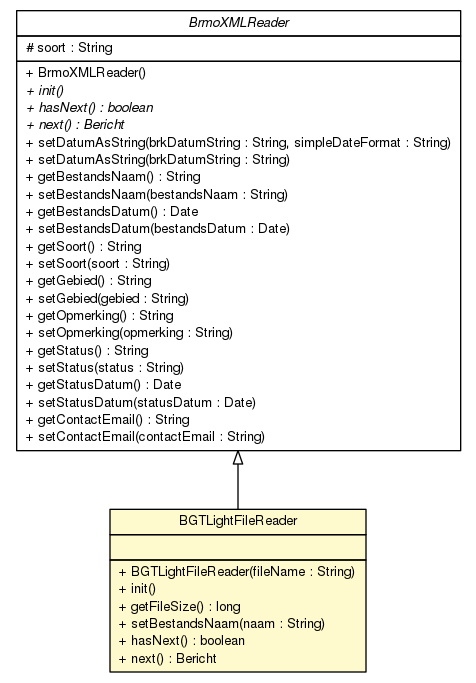 BrmoXMLReader
# soort : String
+ BrmoXMLReader()
+ init()
+ hasNext() : boolean
+ next() : Bericht
+ setDatumAsString(brkDatumString : String, simpleDateFormat : String)
+ setDatumAsString(brkDatumString : String)
+ getBestandsNaam() : String
+ setBestandsNaam(bestandsNaam : String)
+ getBestandsDatum() : Date
+ setBestandsDatum(bestandsDatum : Date)
+ getSoort() : String
+ setSoort(soort : String)
+ getGebied() : String
+ setGebied(gebied : String)
+ getOpmerking() : String
+ setOpmerking(opmerking : String)
+ getStatus() : String
+ setStatus(status : String)
+ getStatusDatum() : Date
+ setStatusDatum(statusDatum : Date)
+ getContactEmail() : String
+ setContactEmail(contactEmail : String)
BGTLightFileReader
+ BGTLightFileReader(fileName : String)
+ init()
+ getFileSize() : long
+ setBestandsNaam(naam : String)
+ hasNext() : boolean
+ next() : Bericht